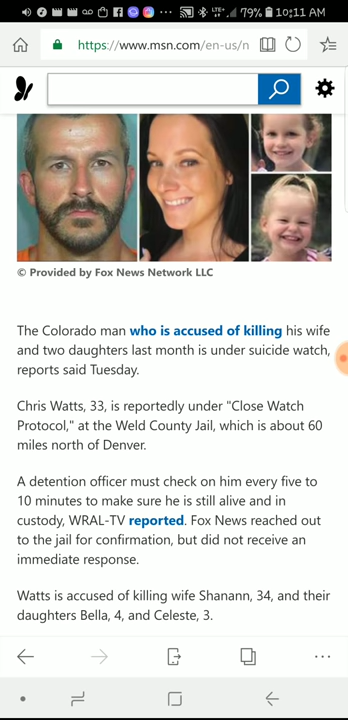 79% 10:11 AM
https://www.msn.com/en-us/n
© Provided by Fox News Network LLC
The Colorado man who is accused of killing his wife
and two daughters last month is under suicide watch,
reports said Tuesday.
Chris Watts, 33, is reportedly under "Close Watch
Protocol," at the Weld County Jail, which is about 60
miles north of Denver.
A detention officer must check on him every five to
10 minutes to make sure he is still alive and in
custody, WRAL-TV reported. Fox News reached out
to the jail for confirmation, but did not receive an
immediate response.
Watts is accused of killing wife Shanann, 34, and their
daughters Bella, 4, and Celeste, 3.